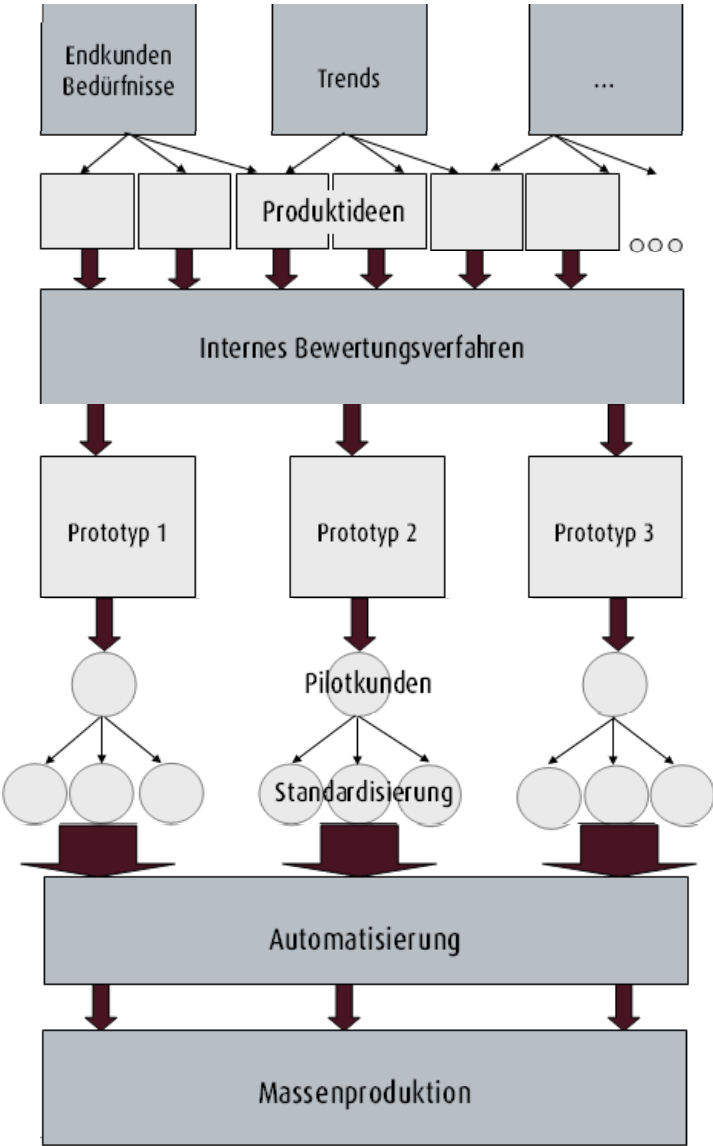 Endkunden
Bedürfnisse
Trends
...
Produktideen
Internes Bewertungsverfahren
Prototyp 1
Prototyp 2
Prototyp 3
Pilotkunden
Standardisierung
Automatisierung
Massenproduktion